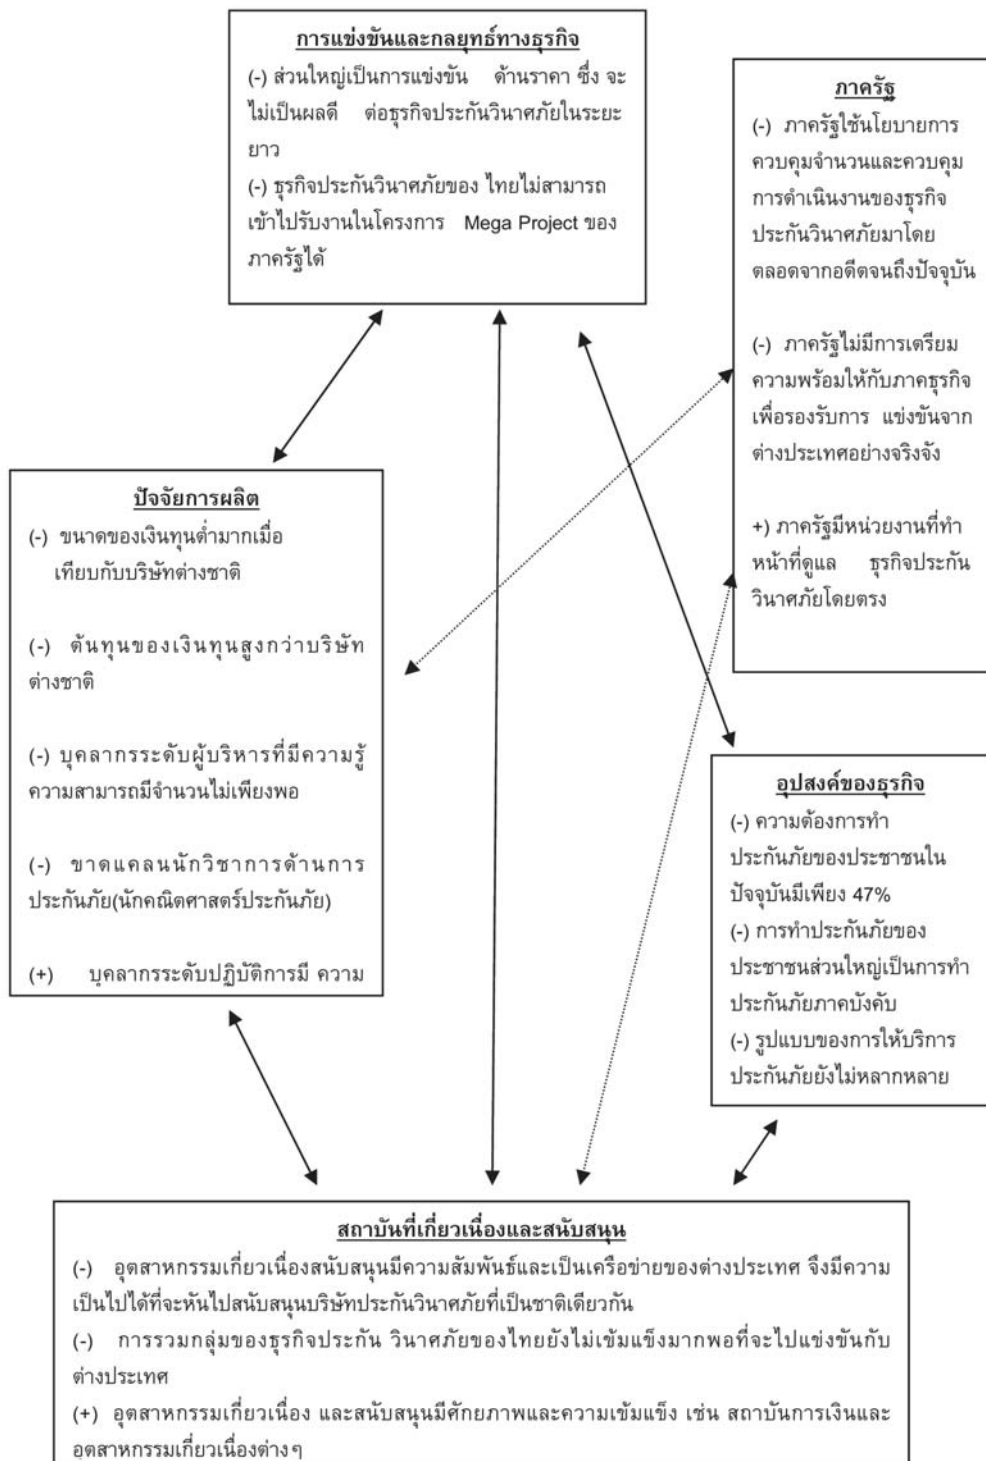 การแข่งขันและกลยุทธ์ทางธุรกิจ
(-) ส่วนใหญ่เป็นการแข่งขัน ด้านราคา ซึ่ง จะ
ไม่เป็นผลดี ต่อธุรกิจประกันวินาศภัยในระยะ
ยาว
(-) ธุรกิจประกันวินาศภัยของ ไทยไม่สามารถ
เข้าไปรับงานในโครงการ Mega Project ของ
ภาครัฐได้
ภาครัฐ
(-) ภาครัฐใช้นโยบายการ
ควบคุมจำนวนและควบคุม
การดำเนินงานของธุรกิจ
ประกันวินาศภัยมาโดย
ตลอดจากอดีตจนถึงปัจจุบัน
(-) ภาครัฐไม่มีการเตรียม
ความพร้อมให้กับภาคธุรกิจ
เพื่อรองรับการ แข่งขันจาก
ต่างประเทศอย่างจริงจัง
+) ภาครัฐมีหน่วยงานที่ทำ
หน้าที่ดูแล ธุรกิจประกัน
วินาศภัยโดยตรง
ปัจจัยการผลิต
(-) ขนาดของเงินทุนต่ำมากเมื่อ
เทียบกับบริษัทต่างชาติ
(-) ต้นทุนของเงินทุนสูงกว่าบริษัท
ต่างชาติ
(-) บุคลากรระดับผู้บริหารที่มีความรู้
ความสามารถมีจำนวนไม่เพียงพอ
(-) ขาดแคลนนักวิชาการด้านการ
ประกันภัย(นักคณิตศาสตร์ประกันภัย)
(+) บุคลากรระดับปฏิบัติการมี ความ
อุปสงค์ของธุรกิจ
(-) ความต้องการทำ
ประกันภัยของประชาชนใน
ปัจจุบันมีเพียง 47%
(-) การทำประกันภัยของ
ประชาชนส่วนใหญ่เป็นการทำ
ประกันภัยภาคบังคับ
(-) รูปแบบของการให้บริการ
ประกันภัยยังไม่หลากหลาย
สถาบันที่เกี่ยวเนื่องและสนับสนุน
(-) อุตสาหกรรมเกี่ยวเนื่องสนับสนุนมีความสัมพันธ์และเป็นเครือข่ายของต่างประเทศ จึงมีความ
เป็นไปได้ที่จะหันไปสนับสนุนบริษัทประกันวินาศภัยที่เป็นชาติเดียวกัน
(-) การรวมกลุ่มของธุรกิจประกัน วินาศภัยของไทยยังไม่เข้มแข็งมากพอที่จะไปแข่งขันกับ
ต่างประเทศ
(+) อุตสาหกรรมเกี่ยวเนื่อง และสนับสนุนมีศักยภาพและความเข้มแข็ง เช่น สถาบันการเงินและ
อุตสาหกรรมเกี่ยวเนื่องต่างๆ